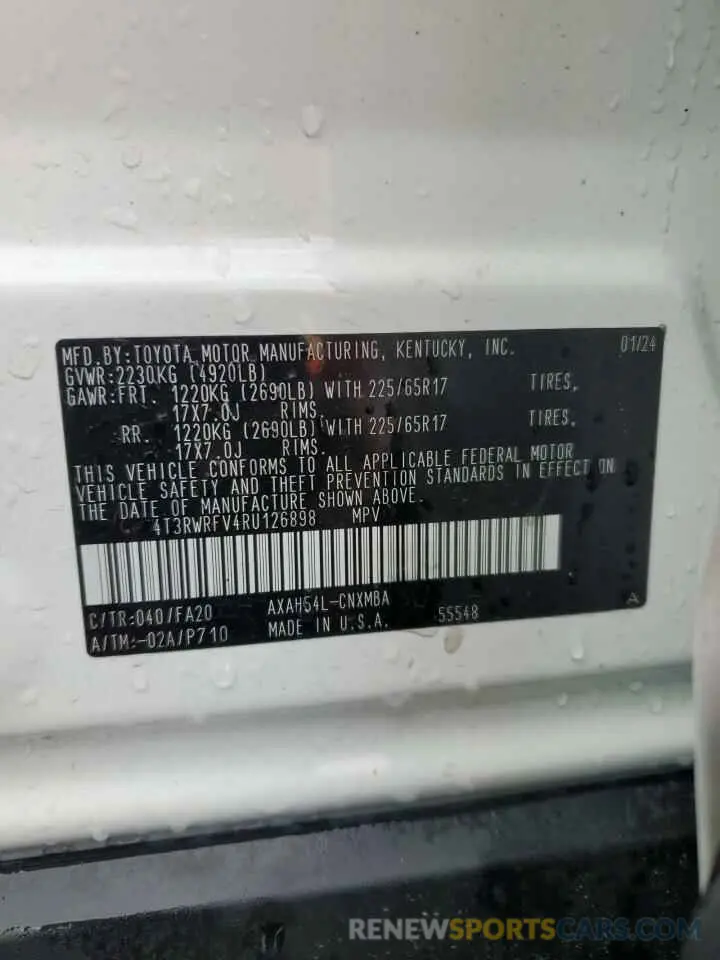 MFD.BY:TOYOTA MOTOR MANUFACTURING, KENTUCKY, INC. 01/24
GVWR:2230KG (4920LB)
GAWR:FRT. 1220KG (2690LB) WITH 225/65R17 TIRES,
17X7.0J RIMS.
RR. 1220KG (2690LB) WITH 225/65R17 TIRES,
17X7.0J RIMS.
THIS VEHICLE CONFORMS TO ALL APPLICABLE FEDERAL MOTOR
VEHICLE SAFETY AND THEFT PREVENTION STANDARDS IN EFFECT ON
THE DATE OF MANUFACTURE SHOWN ABOVE.
4T3RWRFV4RU126898 MPV
C/TR:040/FA20 AXAH54L-CNXMBA
A/TM:-02A/P710 MADE IN U.S.A. 55548 A
RENEWSPORTSCARS.COM